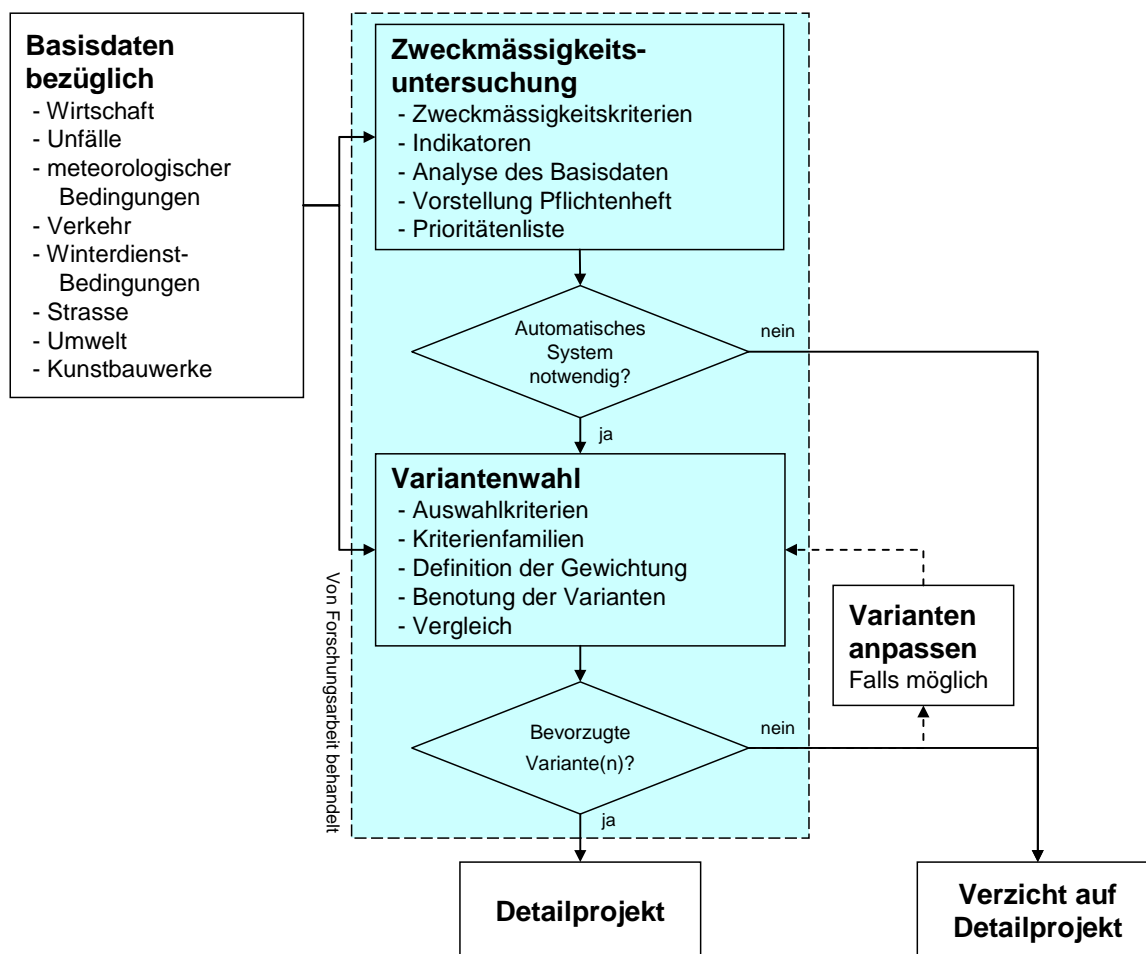 Basisdaten
bezüglich
- Wirtschaft
- Unfälle
- meteorologischer
Bedingungen
- Verkehr
- Winterdienst-
Bedingungen
- Strasse
- Umwelt
- Kunstbauwerke
Zweckmässigkeits-
untersuchung
- Zweckmässigkeitskriterien
- Indikatoren
- Analyse des Basisdaten
- Vorstellung Pflichtenheft
- Prioritätenliste
Automatisches
System
notwendig?
nein
ja
Variantenwahl
- Auswahlkriterien
- Kriterienfamilien
- Definition der Gewichtung
- Benotung der Varianten
- Vergleich
Von Forschungsarbeit behandelt
Varianten
anpassen
Falls möglich
Bevorzugte
Variante(n)?
nein
ja
Detailprojekt
Verzicht auf
Detailprojekt